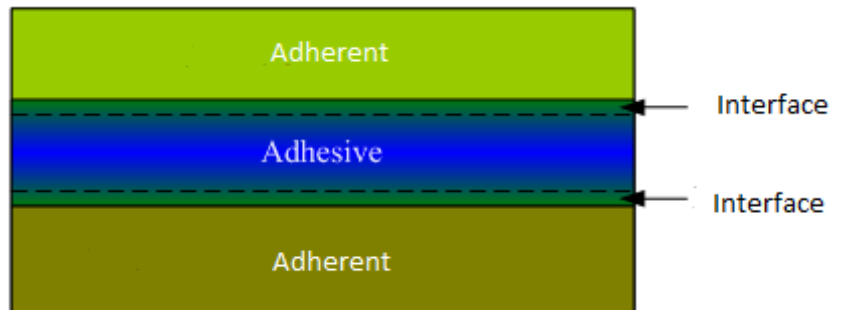 Adherent
Interface
Adhesive
Interface
Adherent